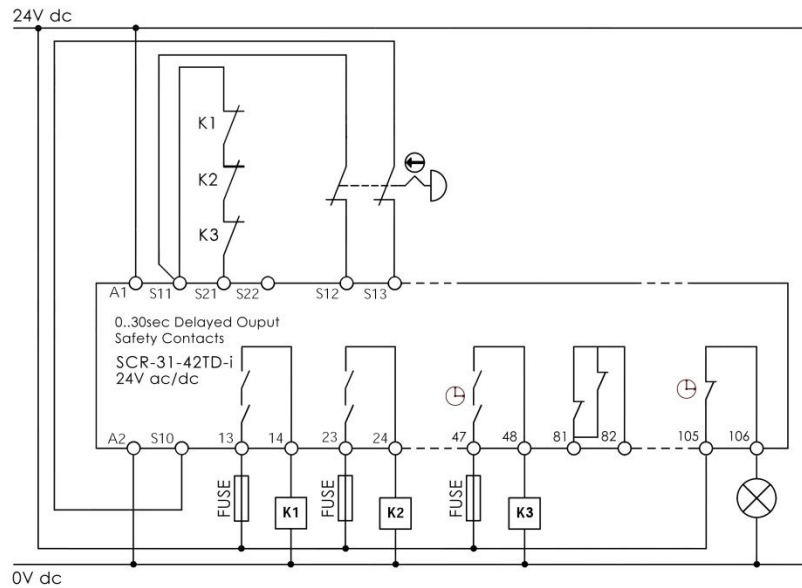 24V dc
K1
K2
K3
A1 S11 S21 S22 S12 S13
0..30sec Delayed Ouput
Safety Contacts
SCR-31-42TD-i
24V ac/dc
A2 S10 13 14 23 24 47 48 81 82 105 106
FUSE K1 FUSE K2 FUSE K3
0V dc